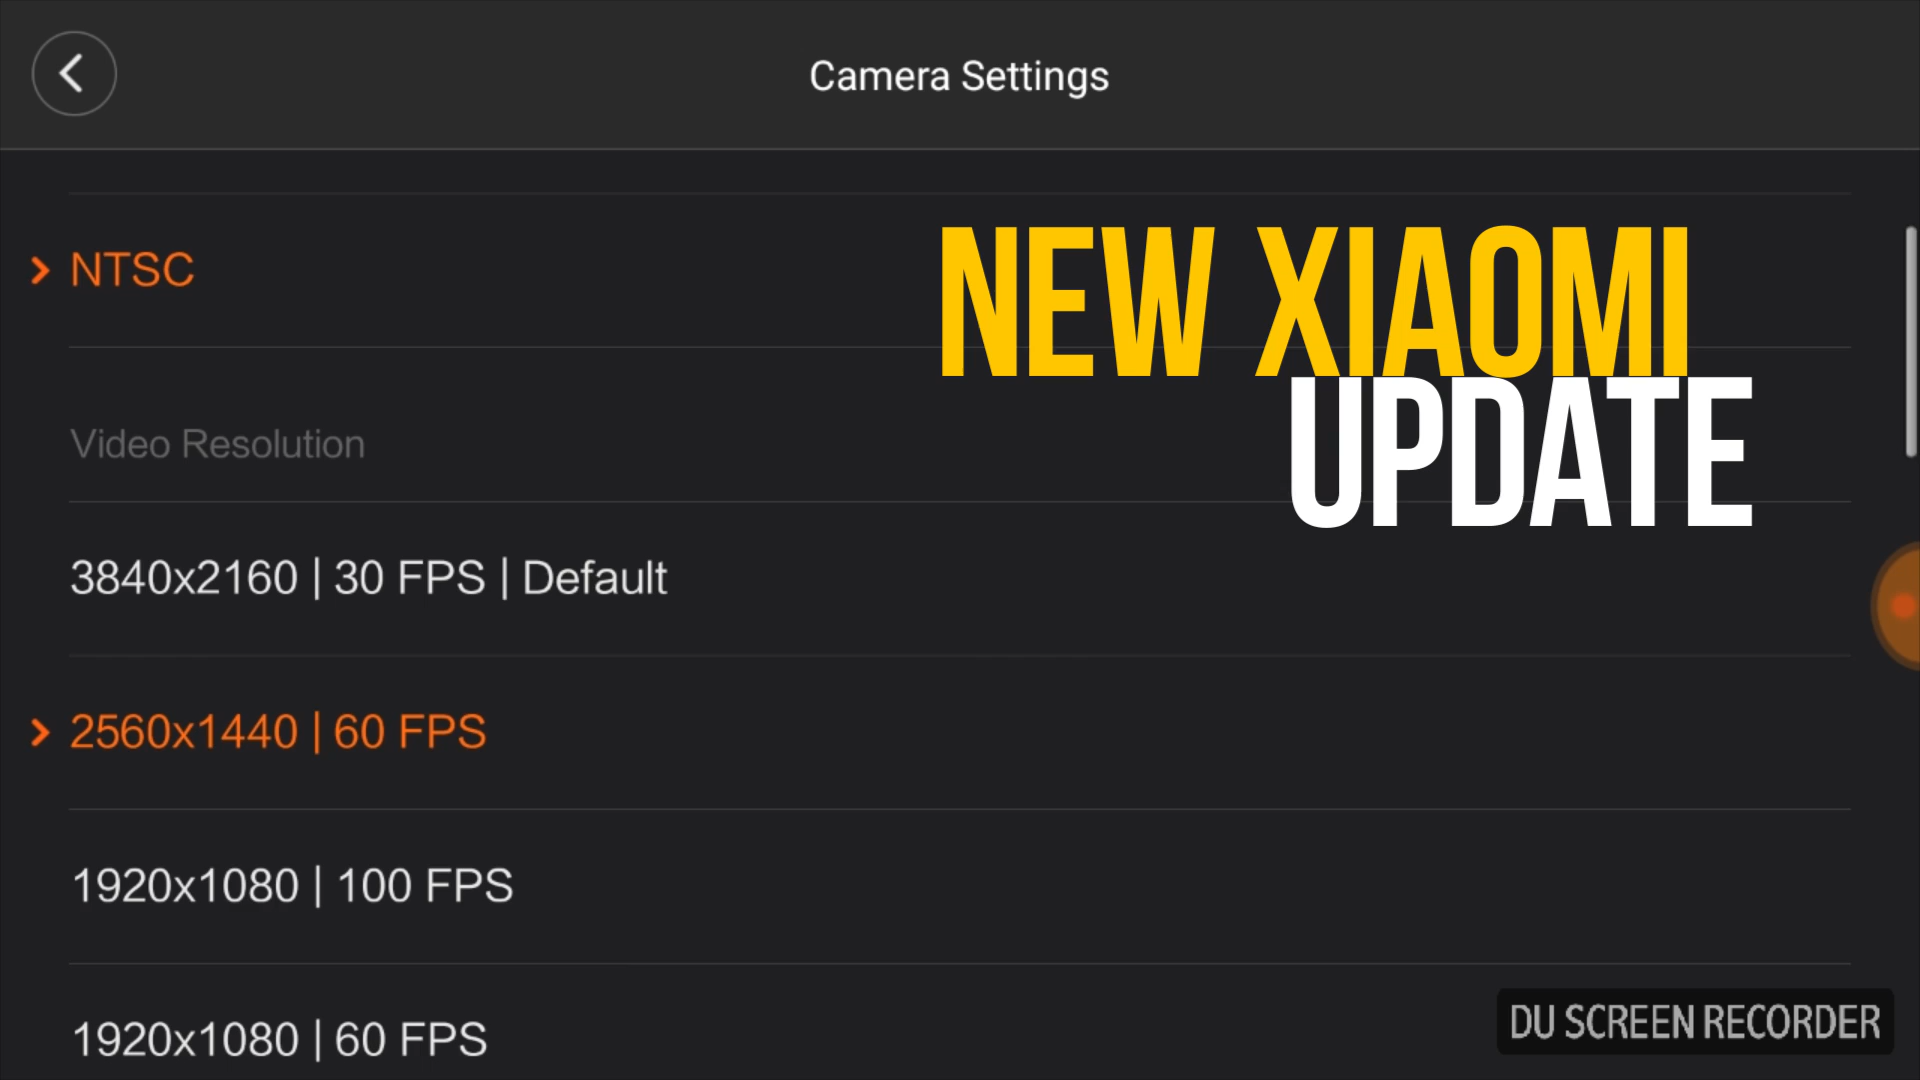 Camera Settings
NTSC
NEW XIAOMI
UPDATE
Video Resolution
3840x2160 | 30 FPS | Default
2560x1440 | 60 FPS
1920x1080 | 100 FPS
1920x1080 | 60 FPS
DU SCREEN RECORDER